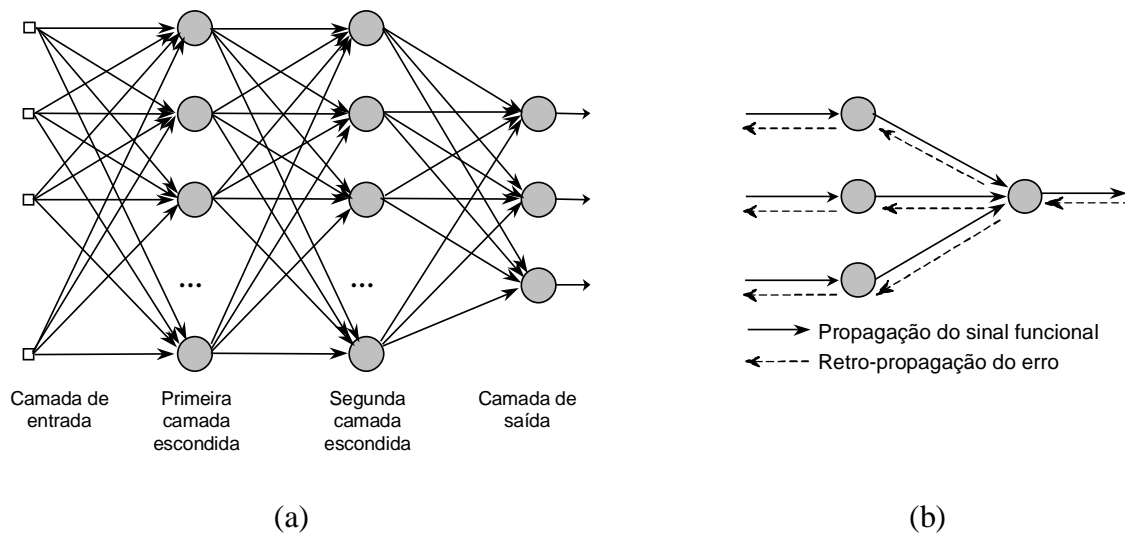 ...
...
Camada de
entrada
Primeira
camada
escondida
Segunda
camada
escondida
Camada de
saída
(a)
Propagação do sinal funcional
Retro-propagação do erro
(b)